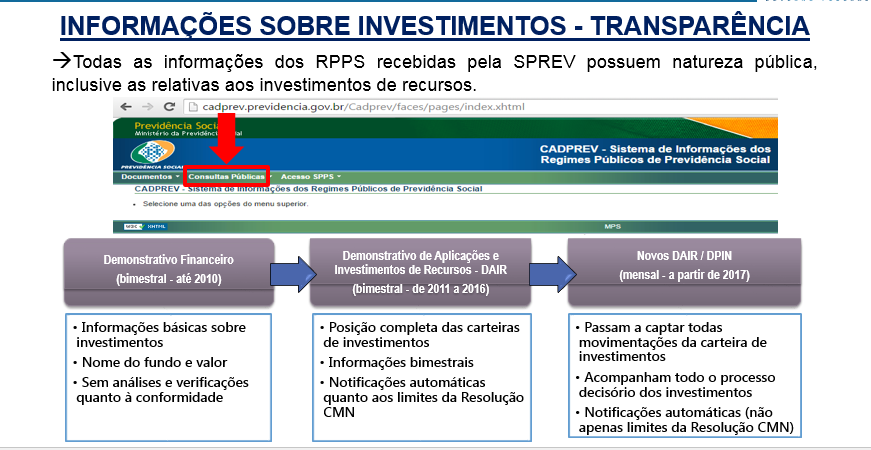 INFORMAÇÕES SOBRE INVESTIMENTOS - TRANSPARÊNCIA
→Todas as informações dos RPPS recebidas pela SPREV possuem natureza pública,
inclusive as relativas aos investimentos de recursos.
cadprev.previdencia.gov.br/Cadprev/faces/pages/index.xhtml
Previdência Social
Ministério da Previdência Social
PREVIDÊNCIA SOCIAL
CADPREV - Sistema de Informações dos
Regimes Públicos de Previdência Social
Documentos Consultas Públicas Acesso SPPS
CADPREV - Sistema de Informações dos Regimes Públicos de Previdência Social
• Selecione uma das opções do menu superior.
W3C XHTML MPS
Demonstrativo Financeiro
(bimestral - até 2010)
Demonstrativo de Aplicações e
Investimentos de Recursos - DAIR
(bimestral - de 2011 a 2016)
Novos DAIR / DPIN
(mensal - a partir de 2017)
• Informações básicas sobre
investimentos
• Nome do fundo e valor
• Sem análises e verificações
quanto à conformidade
• Posição completa das carteiras
de investimentos
• Informações bimestrais
• Notificações automáticas
quanto aos limites da Resolução
CMN
• Passam a captar todas
movimentações da carteira de
investimentos
• Acompanham todo o processo
decisório dos investimentos
• Notificações automáticas (não
apenas limites da Resolução CMN)